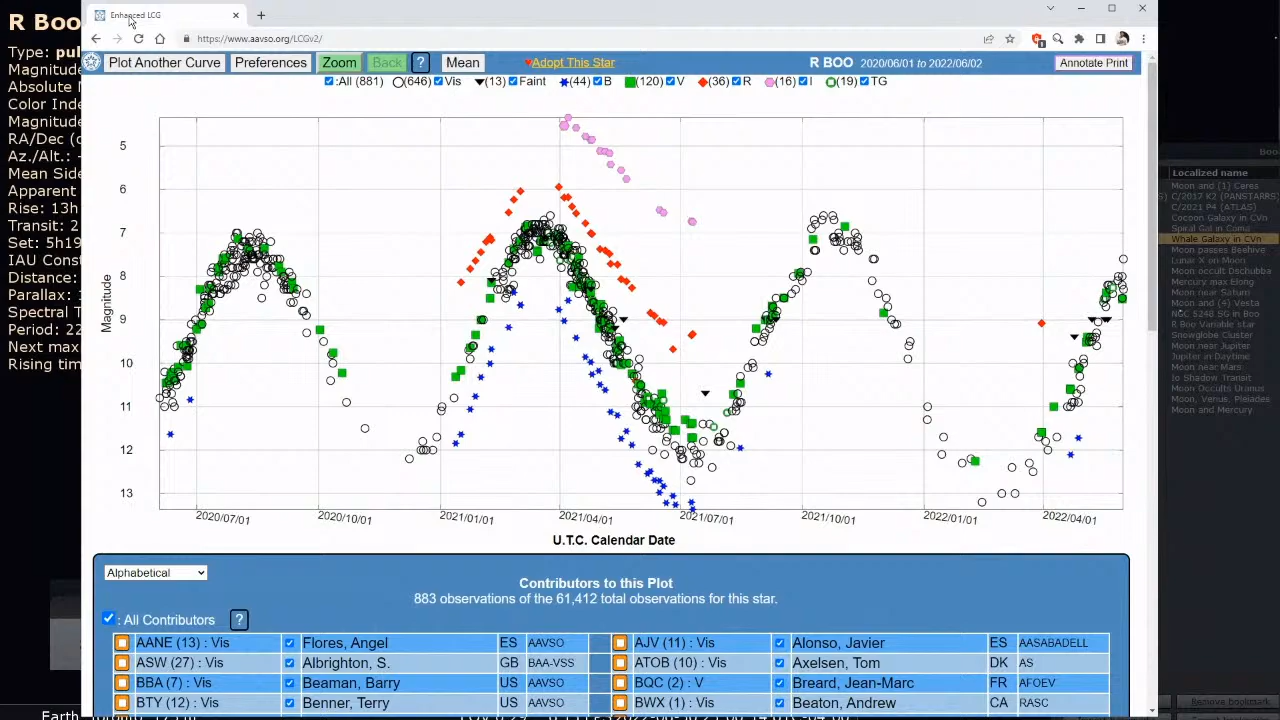 R Boo
Type: pul
Magnitud
Absolute M
Color Inde
Magnitud
RA/Dec (o
Az./Alt.: -
Mean Side
Apparent
Rise: 13h
Transit: 2
Set: 5h19
IAU Const
Distance:
Parallax:
Spectral T
Period: 22
Next max
Rising tim
Enhanced LCG
https://www.aavso.org/LCGv2/
Plot Another Curve Preferences Zoom Back ? Mean ♥Adopt This Star R BOO 2020/06/01 to 2022/06/02 Annotate Print
:All (881) (646) Vis (13) Faint (44) B (120) V (36) R (16) I (19) TG
5
6
7
8
9
10
11
12
13
Magnitude
2020/07/01 2020/10/01 2021/01/01 2021/04/01 2021/07/01 2021/10/01 2022/01/01 2022/04/01
U.T.C. Calendar Date
Alphabetical
Contributors to this Plot
883 observations of the 61,412 total observations for this star.
: All Contributors ?
AANE (13) : Vis Flores, Angel ES AAVSO AJV (11) : Vis Alonso, Javier ES AASABADELL
ASW (27) : Vis Albrighton, S. GB BAA-VSS ATOB (10) : Vis Axelsen, Tom DK AS
BBA (7) : Vis Beaman, Barry US AAVSO BQC (2) : V Breard, Jean-Marc FR AFOEV
BTY (12) : Vis Benner, Terry US AAVSO BWX (1) : Vis Beaton, Andrew CA RASC
Boo
Localized name
Moon and (1) Ceres
C/2017 K2 (PANSTARRS)
C/2021 P4 (ATLAS)
Cocoon Galaxy in CVn
Spiral Gal in Coma
Whale Galaxy in CVn
Moon passes Beehive
Lunar X on Moon
Moon occult Dschubba
Mercury max Elong
Moon near Saturn
Moon and (4) Vesta
NGC 5248 SG in Boo
R Boo Variable star
Snowglobe Cluster
Moon near Jupiter
Jupiter in Daytime
Moon near Mars
Io Shadow Transit
Moon Occults Uranus
Moon, Venus, Pleiades
Moon and Mercury
Remove bookmark